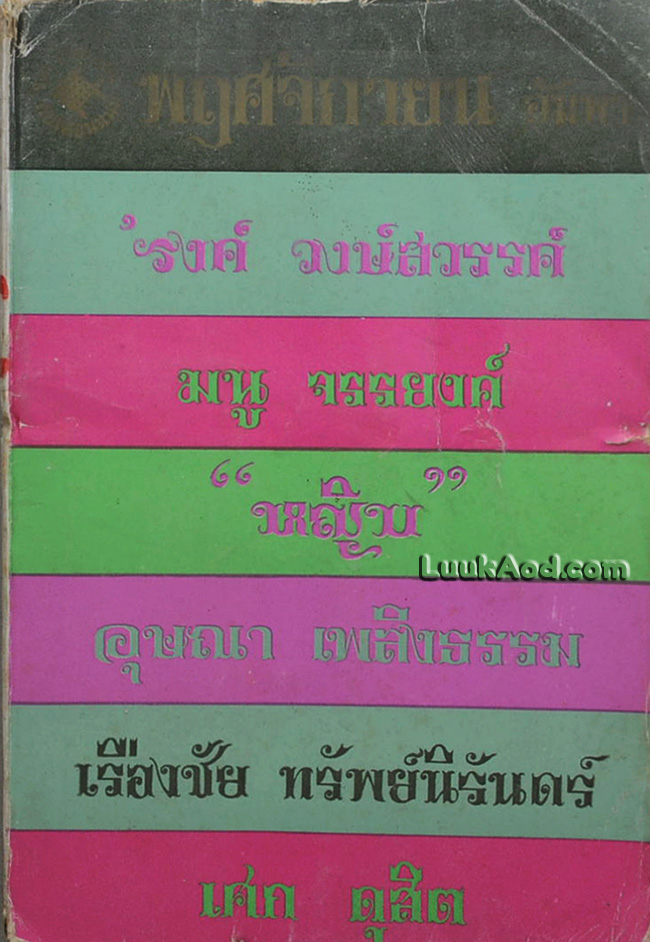 พฤศจิกายน
'รงค์ วงษ์สวรรค์
มนู จรรยงค์
LuukAod.com
อุษณา เพลิงธรรม
เรืองชัย ทรัพย์นิรันดร์
เศก ดุสิต